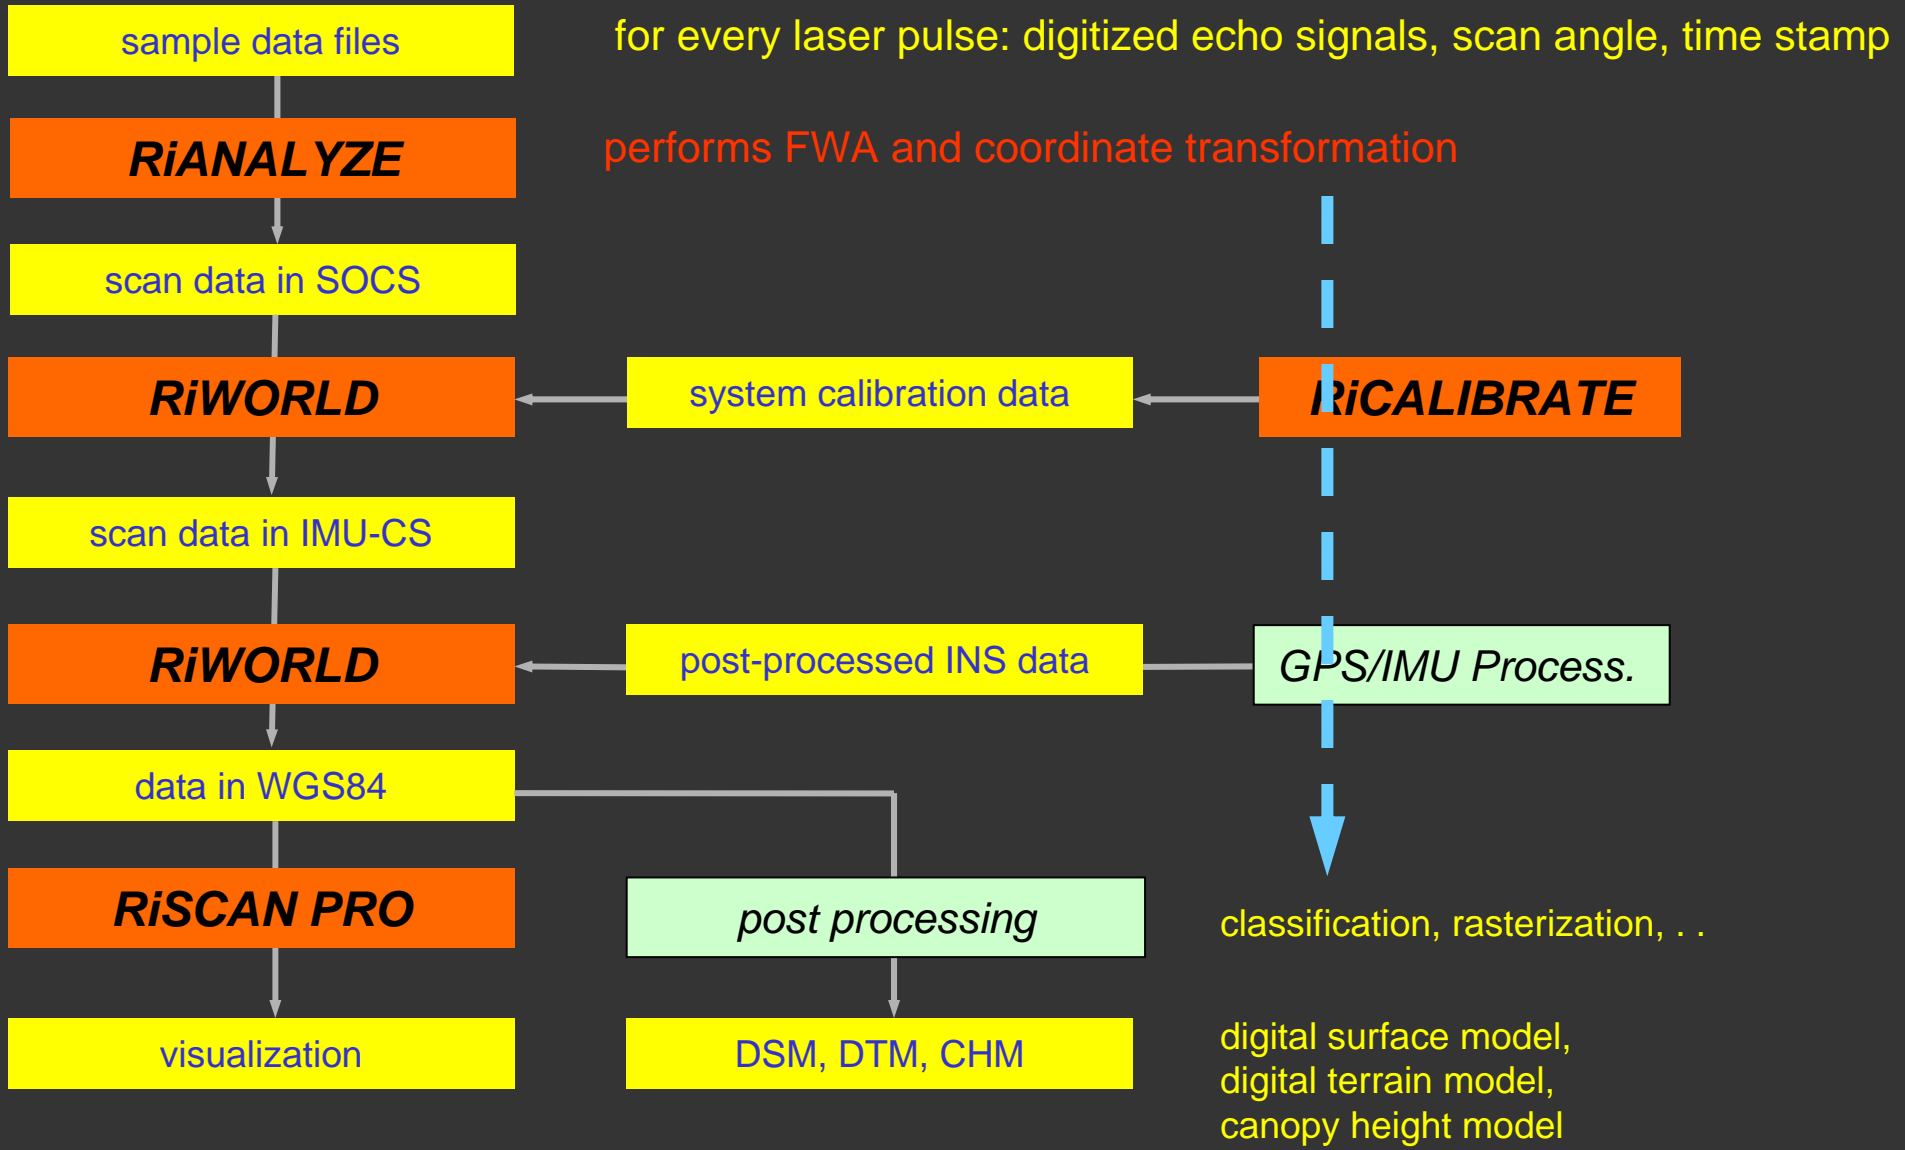 sample data files
for every laser pulse: digitized echo signals, scan angle, time stamp
RiANALYZE
performs FWA and coordinate transformation
scan data in SOCS
RiWORLD
system calibration data
RiCALIBRATE
scan data in IMU-CS
RiWORLD
post-processed INS data
GPS/IMU Process.
data in WGS84
RiSCAN PRO
post processing
classification, rasterization, . .
visualization
DSM, DTM, CHM
digital surface model,
digital terrain model,
canopy height model